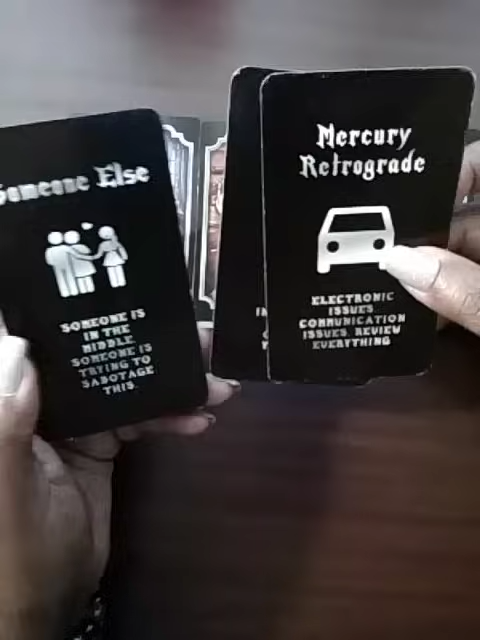 Someone Else
SOMEONE IS
IN THE
MIDDLE.
SOMEONE IS
TRYING TO
SABOTAGE
THIS.
Mercury
Retrograde
ELECTRONIC
ISSUES
COMMUNICATION
ISSUES. REVIEW
EVERYTHING